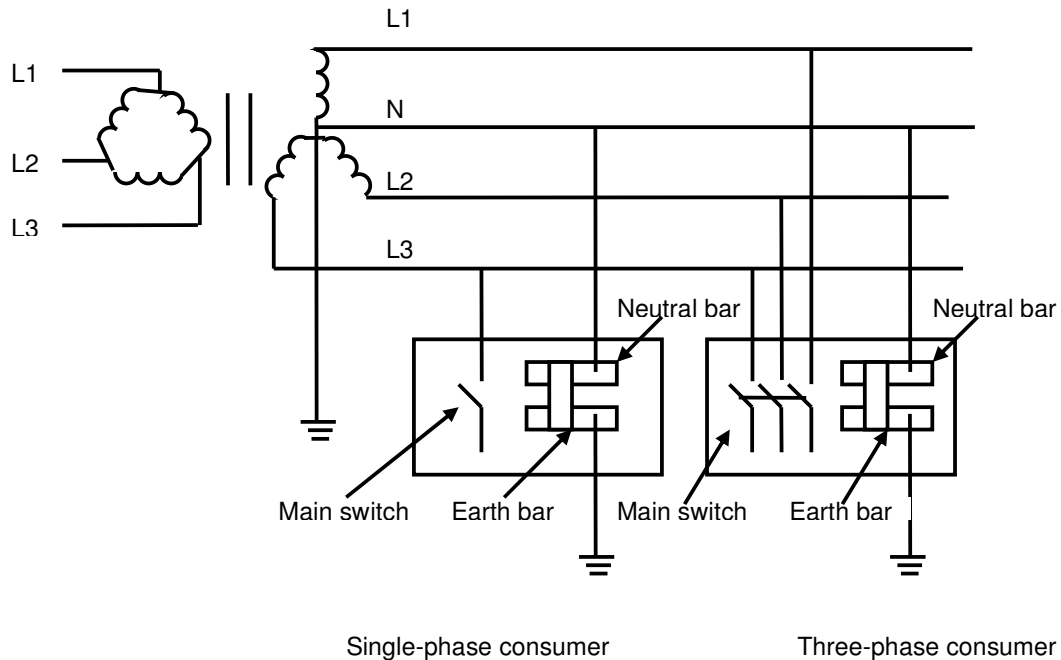 L1
L1
N
L2
L2
L3
L3
Neutral bar
Neutral bar
Main switch
Earth bar
Main switch
Earth bar
Single-phase consumer
Three-phase consumer